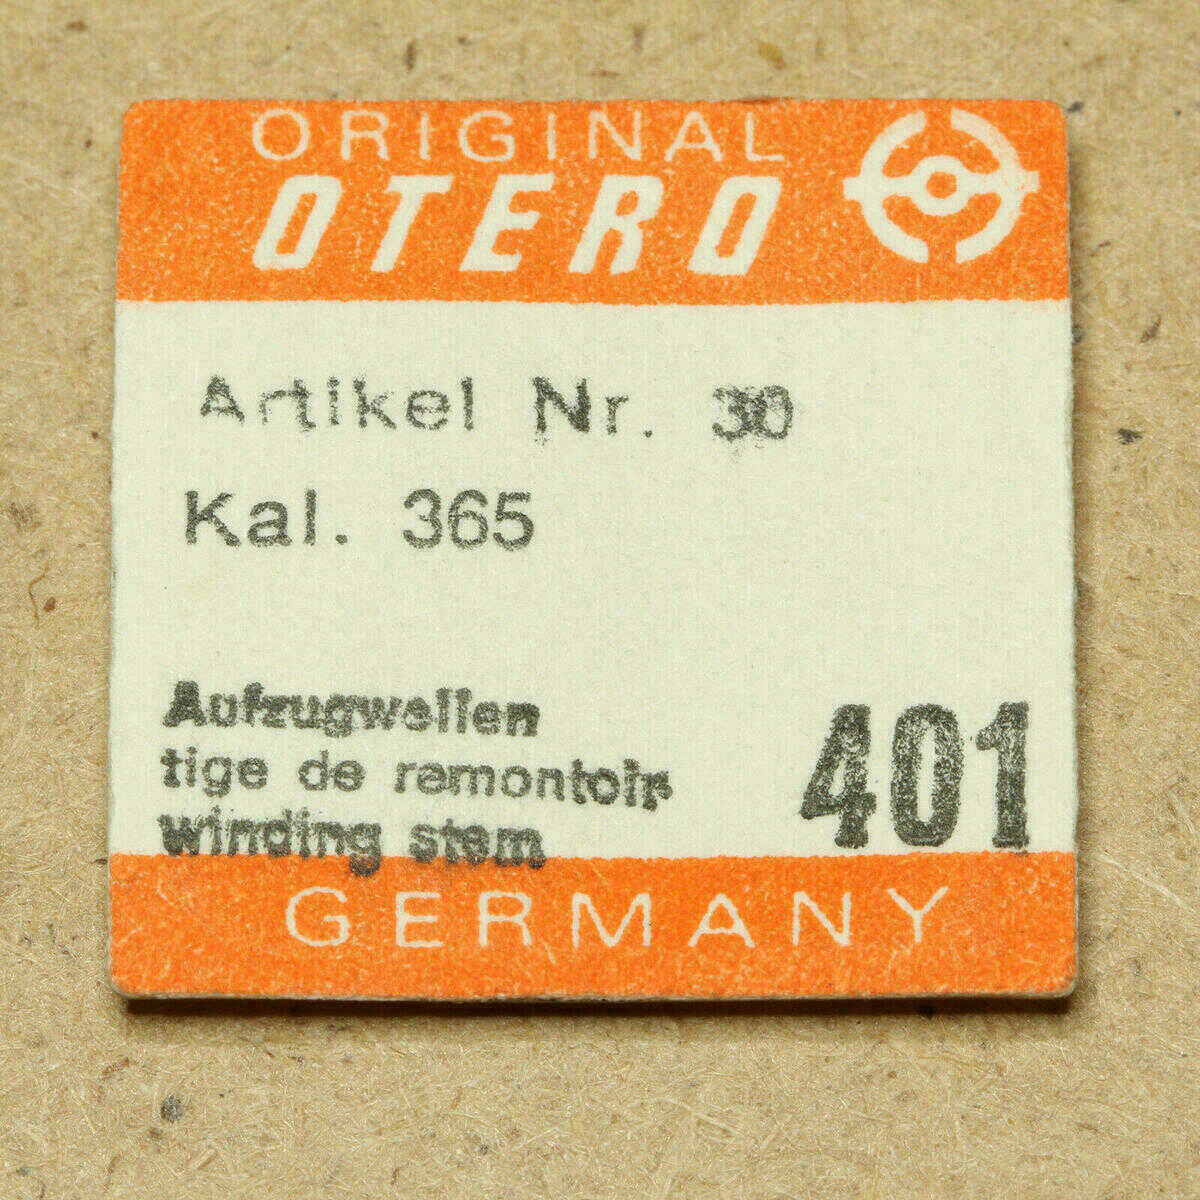 ORIGINAL
OTERO
Artikel Nr. 30
Kal. 365
Aufzugwellen
tige de remontoir
winding stem
401
GERMANY